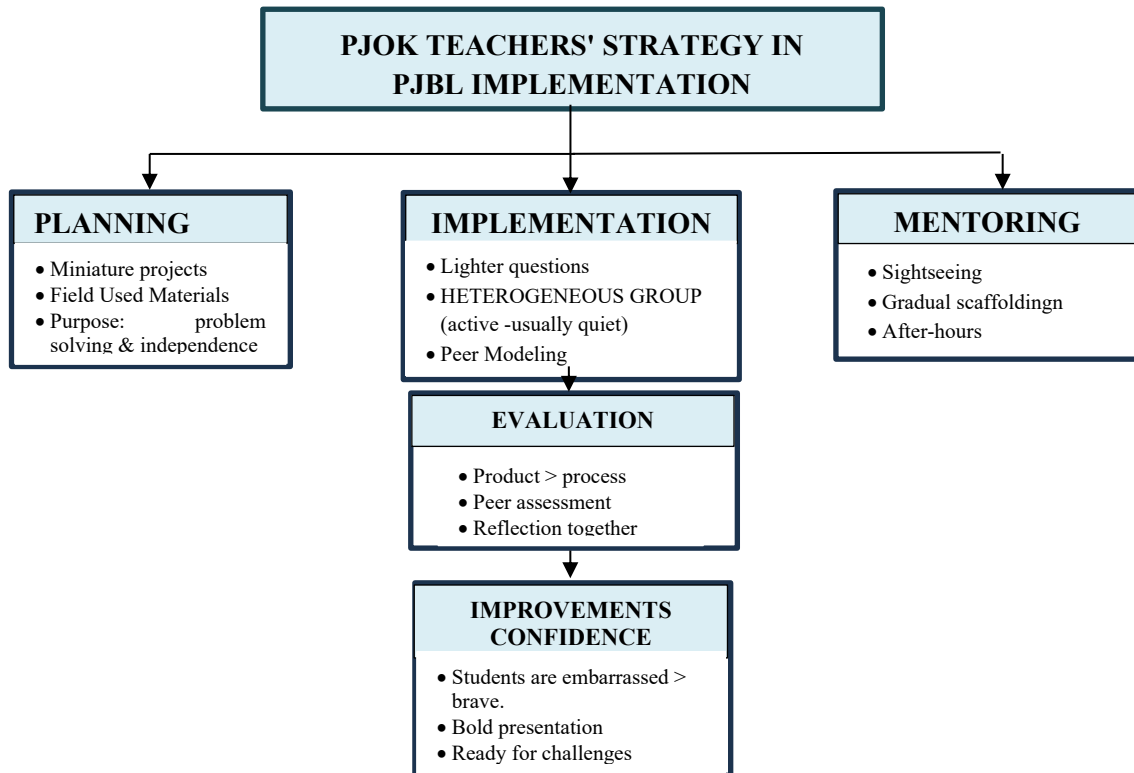 PJOK TEACHERS' STRATEGY IN
PJBL IMPLEMENTATION
PLANNING
• Miniature projects
• Field Used Materials
• Purpose: problem
solving & independence
IMPLEMENTATION
• Lighter questions
• HETEROGENEOUS GROUP
(active -usually quiet)
• Peer Modeling
MENTORING
• Sightseeing
• Gradual scaffoldingn
• After-hours
EVALUATION
• Product > process
• Peer assessment
• Reflection together
IMPROVEMENTS
CONFIDENCE
• Students are embarrassed >
brave.
• Bold presentation
• Ready for challenges